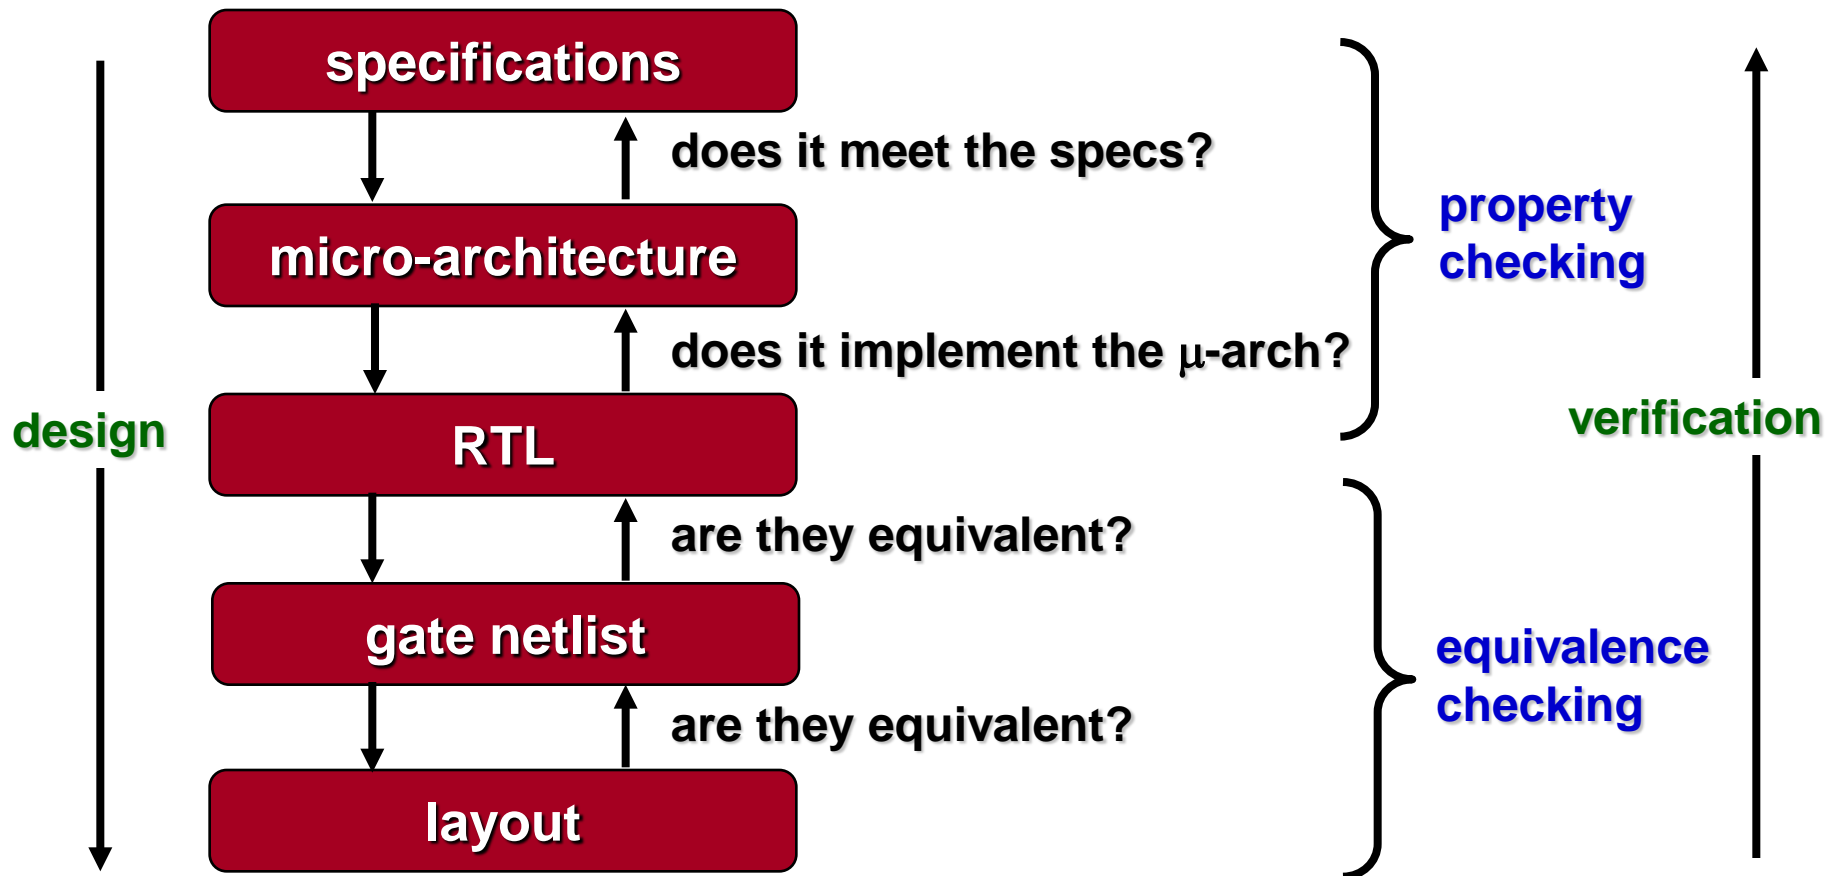 specifications
does it meet the specs?
property
checking
micro-architecture
does it implement the μ-arch?
design
verification
RTL
are they equivalent?
gate netlist
equivalence
checking
are they equivalent?
layout